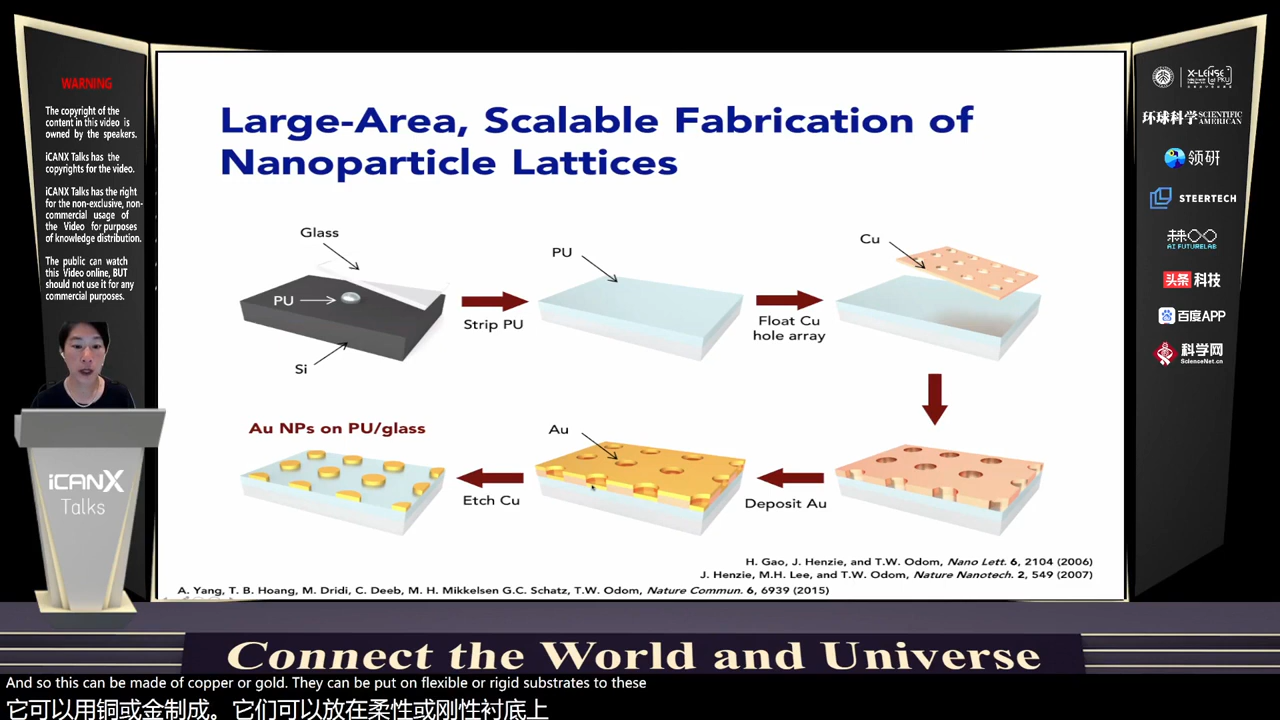 WARNING
The copyright of the
content in this video is
owned by the speakers.
iCANX Talks has the
copyrights for the video.
iCANX Talks has the right
for the non-exclusive, non-
commercial usage of
the Video for purposes
of knowledge distribution.
The public can watch
this Video online, BUT
should not use it for any
commercial purposes.
iCANX
Talks
Large-Area, Scalable Fabrication of
Nanoparticle Lattices
Glass
PU
Si
Strip PU
PU
Float Cu
hole array
Cu
Au NPs on PU/glass
Etch Cu
Au
Deposit Au
H. Gao, J. Henzie, and T.W. Odom, Nano Lett. 6, 2104 (2006)
J. Henzie, M.H. Lee, and T.W. Odom, Nature Nanotech. 2, 549 (2007)
A. Yang, T. B. Hoang, M. Dridi, C. Deeb, M. H. Mikkelsen G.C. Schatz, T.W. Odom, Nature Commun. 6, 6939 (2015)
X-LENSE
at PKU
环球科学 SCIENTIFIC AMERICAN
领研
STEERTECH
AI FUTURELAB
头条 科技
百度APP
科学网
ScienceNet.cn
Connect the World and Universe
And so this can be made of copper or gold. They can be put on flexible or rigid substrates to these
它可以用铜或金制成。它们可以放在柔性或刚性衬底上